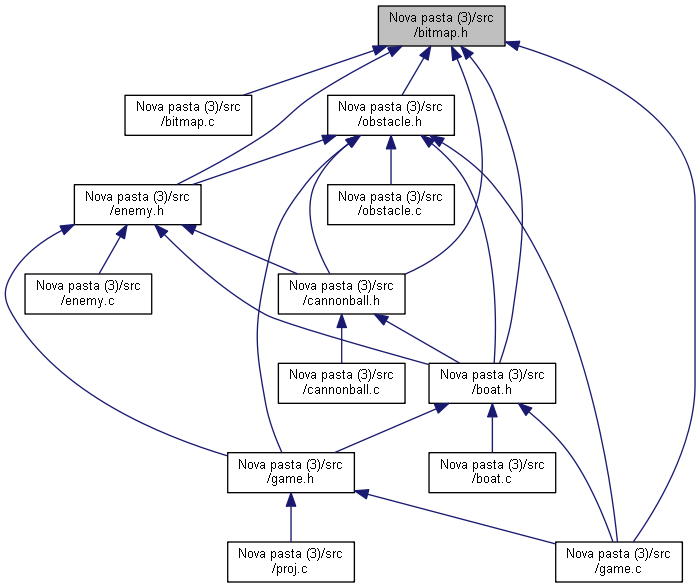 Nova pasta (3)/src
/bitmap.h
Nova pasta (3)/src
/bitmap.c
Nova pasta (3)/src
/obstacle.h
Nova pasta (3)/src
/enemy.h
Nova pasta (3)/src
/obstacle.c
Nova pasta (3)/src
/enemy.c
Nova pasta (3)/src
/cannonball.h
Nova pasta (3)/src
/cannonball.c
Nova pasta (3)/src
/boat.h
Nova pasta (3)/src
/game.h
Nova pasta (3)/src
/boat.c
Nova pasta (3)/src
/proj.c
Nova pasta (3)/src
/game.c